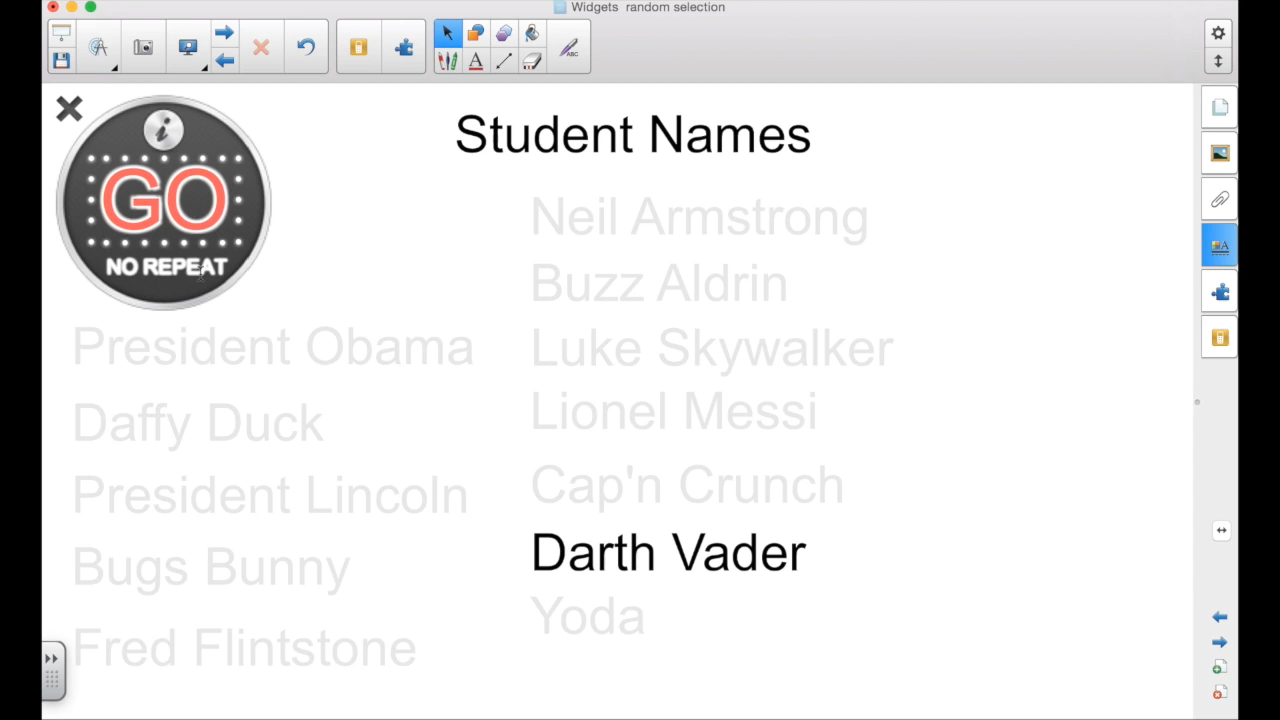 Widgets random selection
ABC
A
Student Names
i
GO
NO REPEAT
President Obama
Daffy Duck
President Lincoln
Bugs Bunny
Fred Flintstone
Neil Armstrong
Buzz Aldrin
Luke Skywalker
Lionel Messi
Cap'n Crunch
Darth Vader
Yoda
A